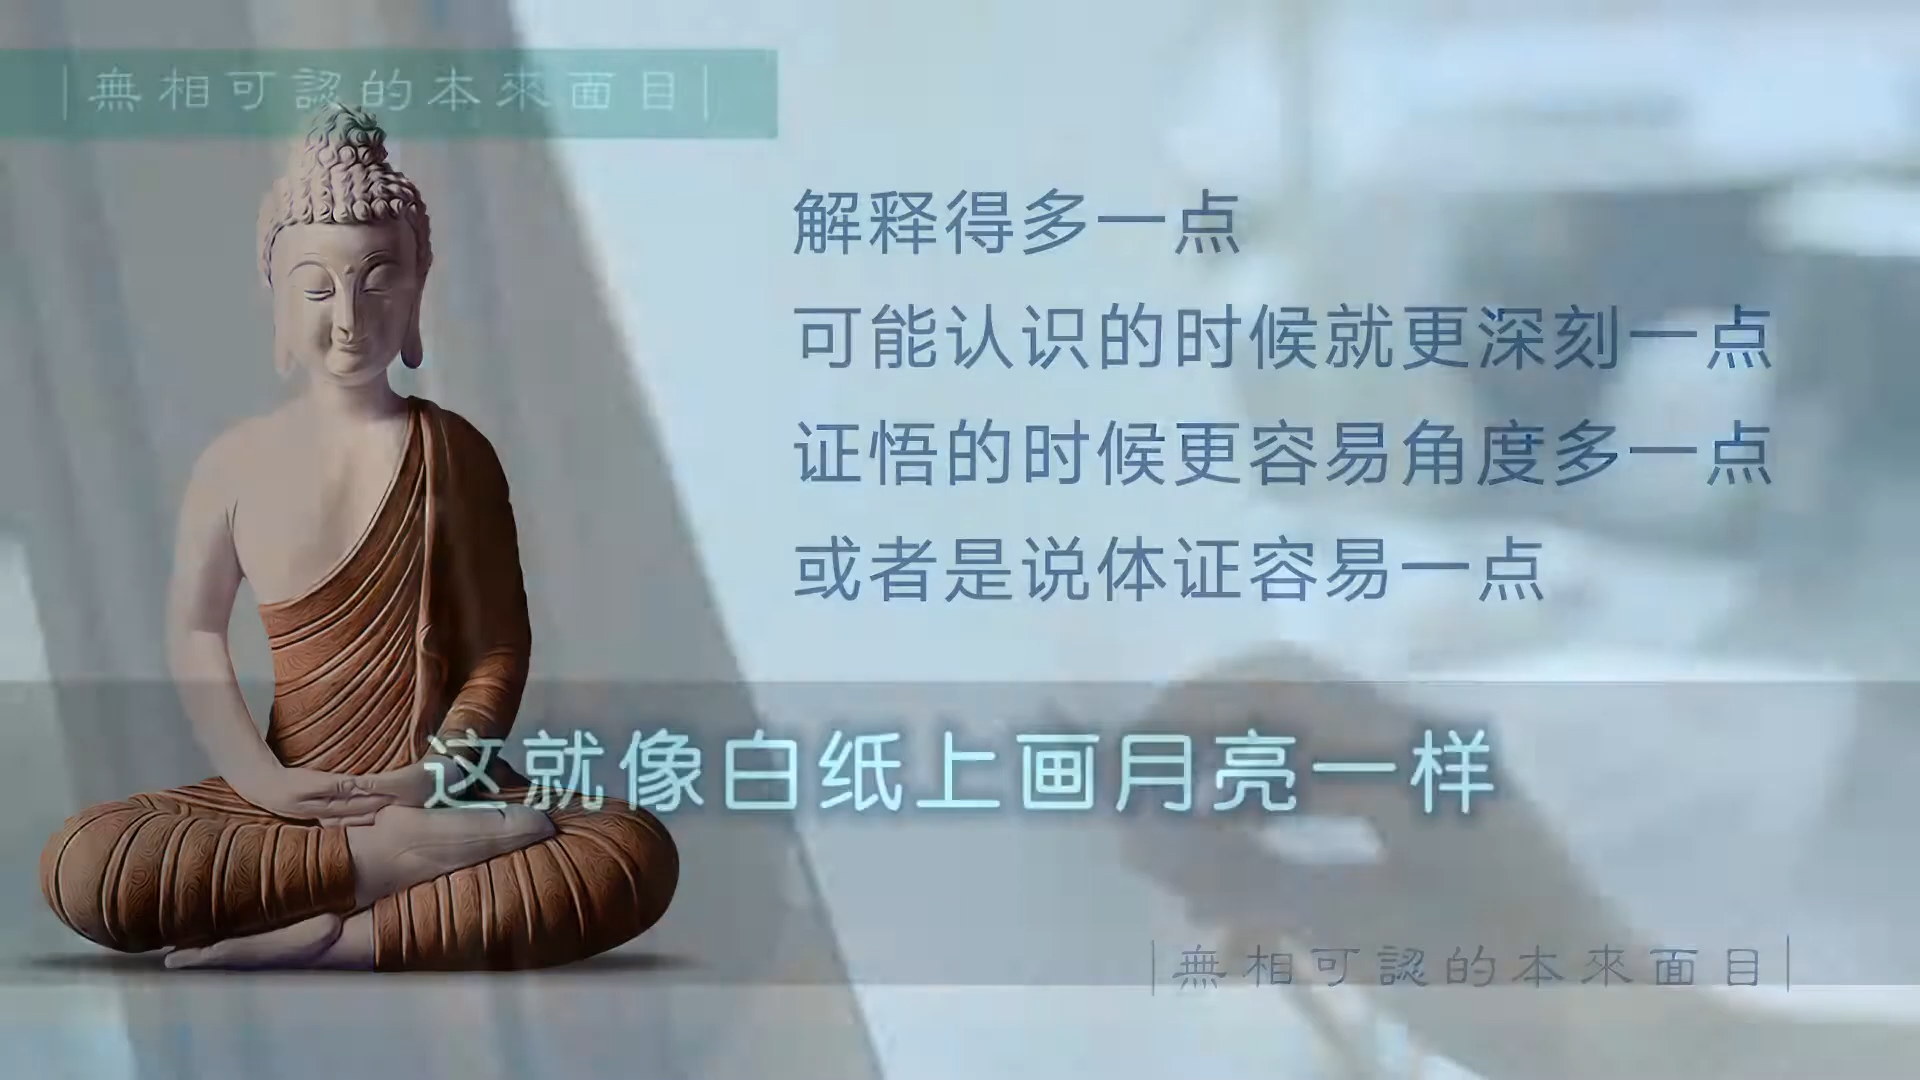 |無相可認的本來面目|
解释得多一点
可能认识的时候就更深刻一点
证悟的时候更容易角度多一点
或者是说体证容易一点
这就像白纸上画月亮一样
|無相可認的本來面目|